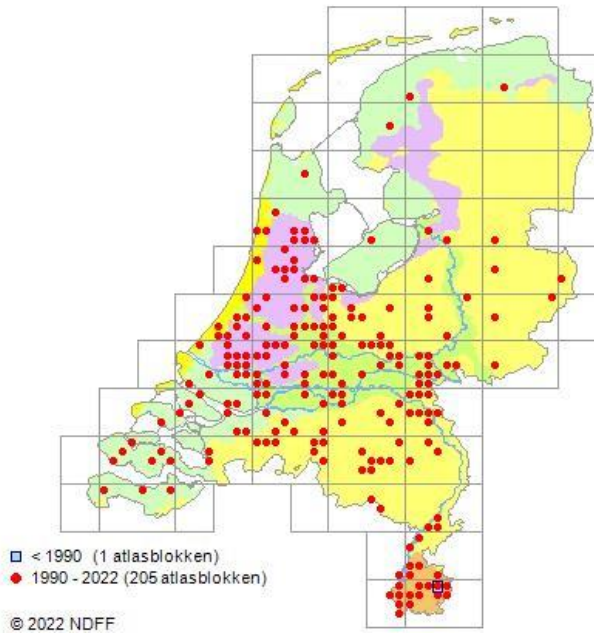 < 1990 (1 atlasblokken)
1990 - 2022 (205 atlasblokken)
© 2022 NDFF